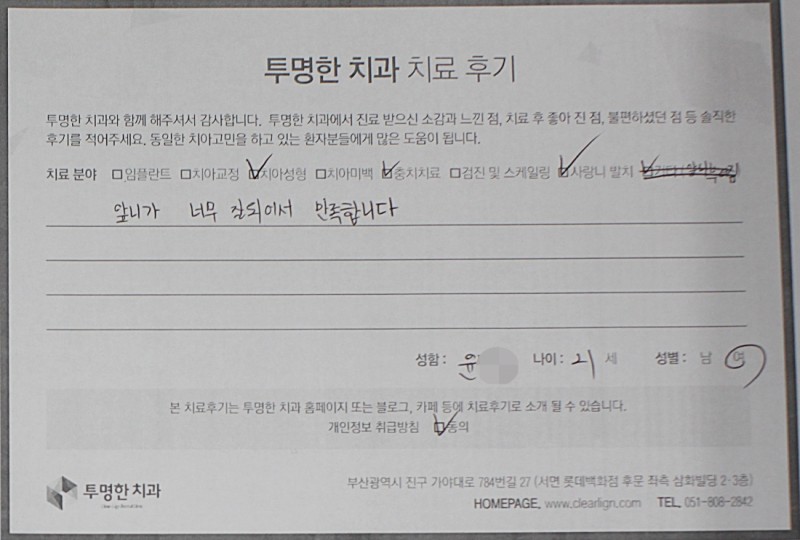 투명한 치과 치료 후기
투명한 치과와 함께 해주셔서 감사합니다. 투명한 치과에서 진료 받으신 소감과 느낀 점, 치료 후 좋아 진 점, 불편하셨던 점 등 솔직한
후기를 적어주세요. 동일한 치아고민을 하고 있는 환자분들에게 많은 도움이 됩니다.
치료 분야 □임플란트 □치아교정 ☑치아성형 □치아미백 ☑충치치료 □검진 및 스케일링 ☑사랑니 발치
앞니가 너무 잘되어서 만족합니다
성함 : 윤 나이 : 21 세 성별 : 남 여
본 치료후기는 투명한 치과 홈페이지 또는 블로그, 카페 등에 치료후기로 소개 될 수 있습니다.
개인정보 취급방침 ☑동의
투명한 치과
부산광역시 진구 가야대로 784번길 27 (서면 롯데백화점 후문 좌측 삼화빌딩 2·3층)
HOMEPAGE. www.clearlign.com TEL. 051-808-2842